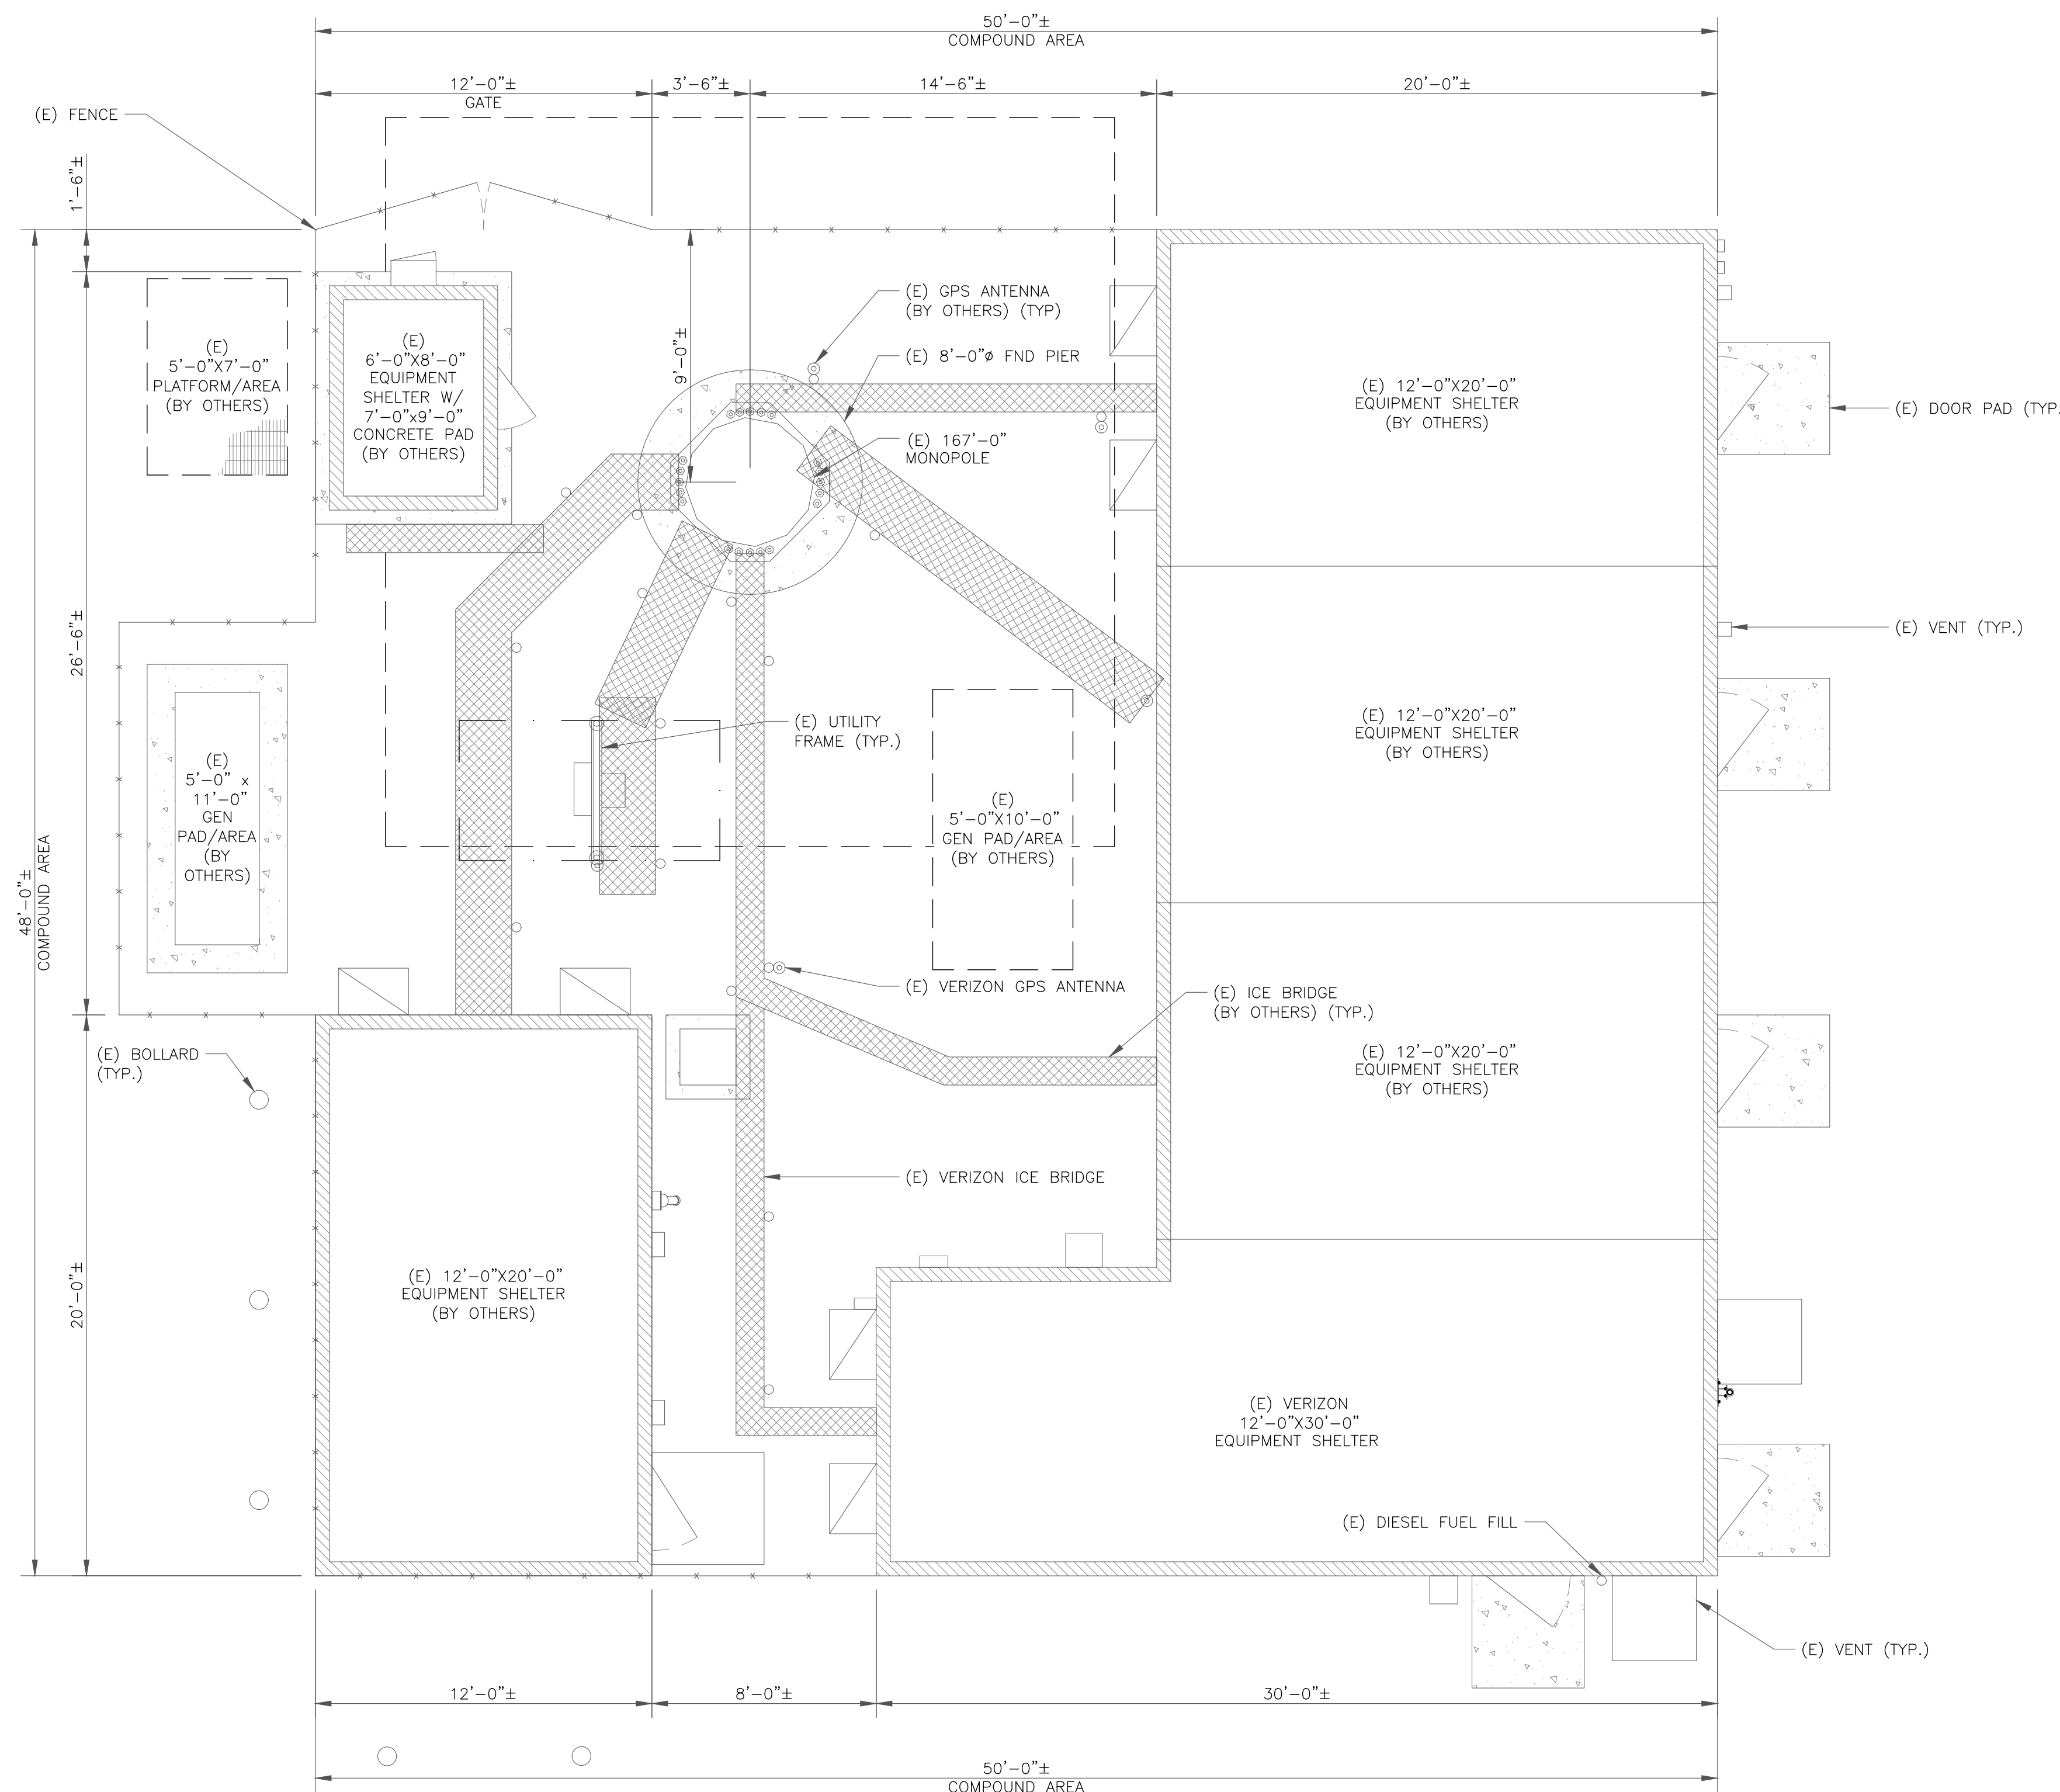 50'-0"±
COMPOUND AREA
12'-0"±
GATE
3'-6"±
14'-6"±
20'-0"±
(E) FENCE
1'-6"±
9'-0"±
(E) GPS ANTENNA
(BY OTHERS) (TYP)
(E) 8'-0"ø FND PIER
(E) 167'-0"
MONOPOLE
(E)
5'-0"X7'-0"
PLATFORM/AREA
(BY OTHERS)
(E)
6'-0"X8'-0"
EQUIPMENT
SHELTER W/
7'-0"x9'-0"
CONCRETE PAD
(BY OTHERS)
(E) 12'-0"X20'-0"
EQUIPMENT SHELTER
(BY OTHERS)
(E) DOOR PAD (TYP.
26'-6"±
(E) VENT (TYP.)
(E) UTILITY
FRAME (TYP.)
(E) 12'-0"X20'-0"
EQUIPMENT SHELTER
(BY OTHERS)
(E)
5'-0" x
11'-0"
GEN
PAD/AREA
(BY
OTHERS)
(E)
5'-0"X10'-0"
GEN PAD/AREA
(BY OTHERS)
48'-0"±
COMPOUND AREA
(E) VERIZON GPS ANTENNA
(E) ICE BRIDGE
(BY OTHERS) (TYP.)
(E) BOLLARD
(TYP.)
(E) 12'-0"X20'-0"
EQUIPMENT SHELTER
(BY OTHERS)
(E) VERIZON ICE BRIDGE
20'-0"±
(E) 12'-0"X20'-0"
EQUIPMENT SHELTER
(BY OTHERS)
(E) VERIZON
12'-0"X30'-0"
EQUIPMENT SHELTER
(E) DIESEL FUEL FILL
(E) VENT (TYP.)
12'-0"±
8'-0"±
30'-0"±
50'-0"±
COMPOUND AREA